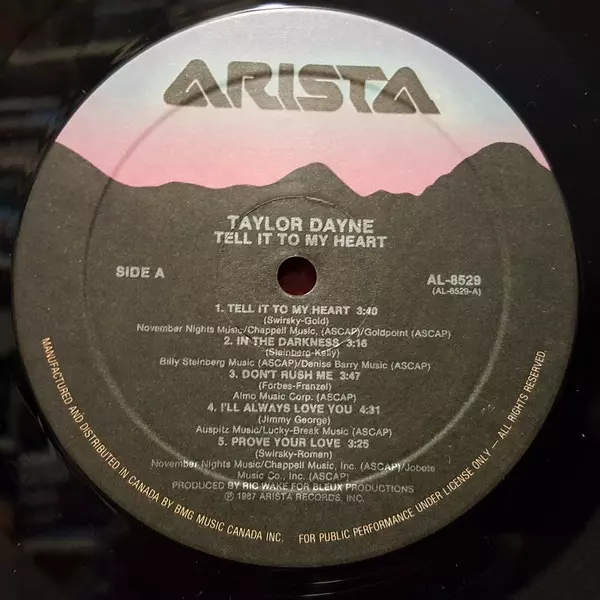 ARISTA
TAYLOR DAYNE
TELL IT TO MY HEART
SIDE A
AL-8529
(AL-8529-A)
1. TELL IT TO MY HEART 3:40
(Swirsky-Gold)
November Nights Music/Chappell Music, (ASCAP)/Goldpoint (ASCAP)
2. IN THE DARKNESS 3:16
(Steinberg-Kelly)
Billy Steinberg Music (ASCAP)/Denise Barry Music (ASCAP)
3. DON'T RUSH ME 3:47
(Forbes-Franzel)
Almo Music Corp. (ASCAP)
4. I'LL ALWAYS LOVE YOU 4:31
(Jimmy George)
Auspitz Music/Lucky-Break Music (ASCAP)
5. PROVE YOUR LOVE 3:25
(Swirsky-Roman)
November Nights Music/Chappell Music, Inc. (ASCAP)/Jobete
Music Co., Inc. (ASCAP)
PRODUCED BY RIC WAKE FOR BLEUX PRODUCTIONS
℗ 1987 ARISTA RECORDS, INC.
MANUFACTURED AND DISTRIBUTED IN CANADA BY BMG MUSIC CANADA INC. FOR PUBLIC PERFORMANCE UNDER LICENSE ONLY — ALL RIGHTS RESERVED.